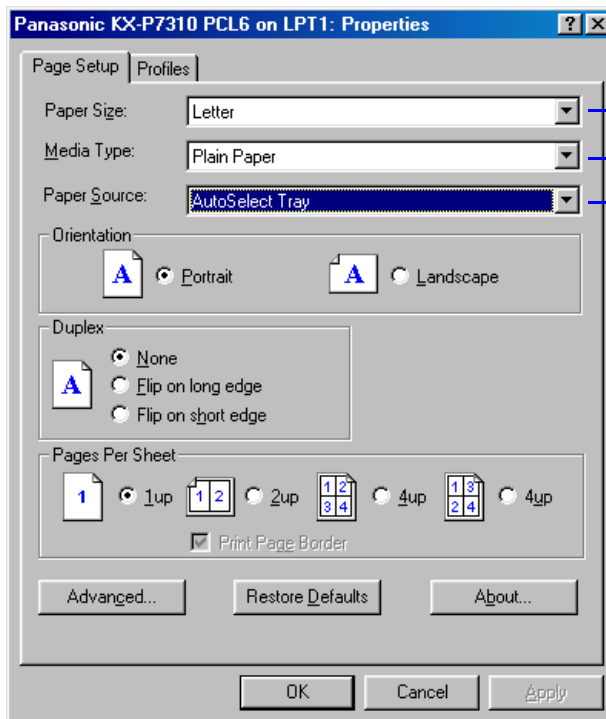 Panasonic KX-P7310 PCL6 on LPT1: Properties
Page Setup Profiles
Paper Size: Letter
Media Type: Plain Paper
Paper Source: AutoSelect Tray
Orientation
A Portrait A Landscape
Duplex
None
A Flip on long edge
Flip on short edge
Pages Per Sheet
1 1up 1 2 2up 1 2 3 4 4up 1 3 2 4 4up
Print Page Border
Advanced... Restore Defaults About...
OK Cancel Apply